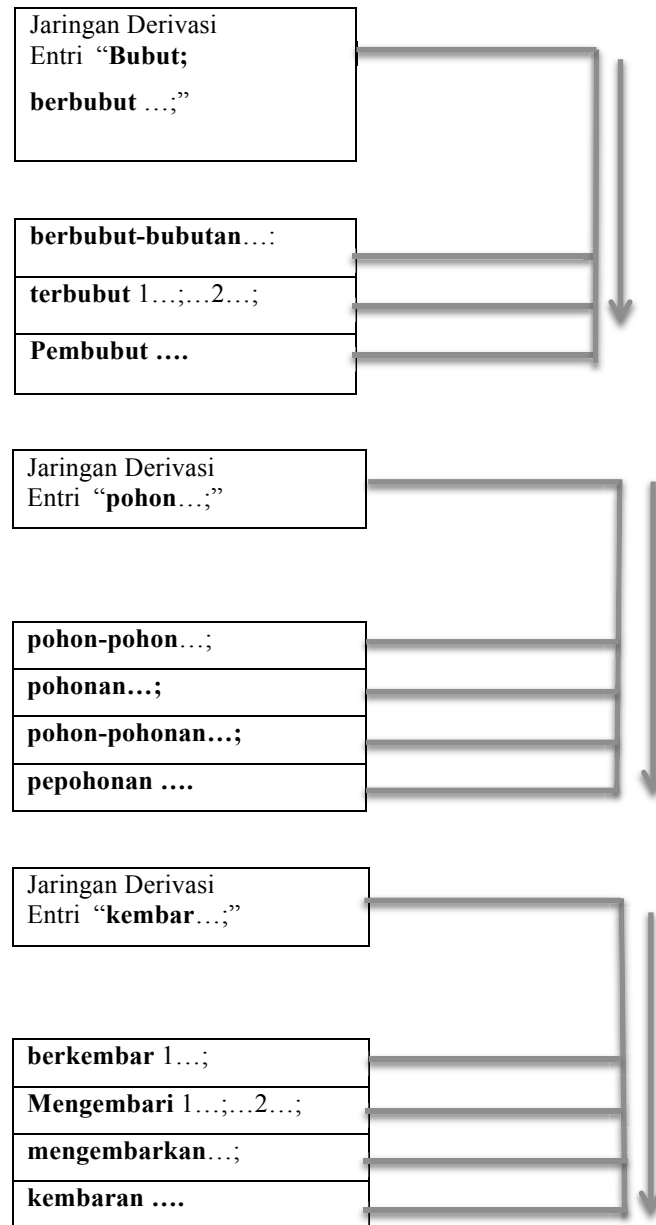 Jaringan Derivasi
Entri “Bubut;
berbubut …;”
berbubut-bubutan…:
terbubut 1…;…2…;
Pembubut ….
Jaringan Derivasi
Entri “pohon…;”
pohon-pohon…;
pohonan…;
pohon-pohonan…;
pepohonan ….
Jaringan Derivasi
Entri “kembar…;”
berkembar 1…;
Mengembari 1…;…2…;
mengembarkan…;
kembaran ….